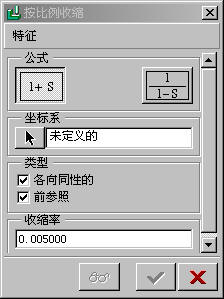 按比例收缩
特征
公式
1+ S
1
1-S
坐标系
未定义的
类型
各向同性的
前参照
收缩率
0.005000